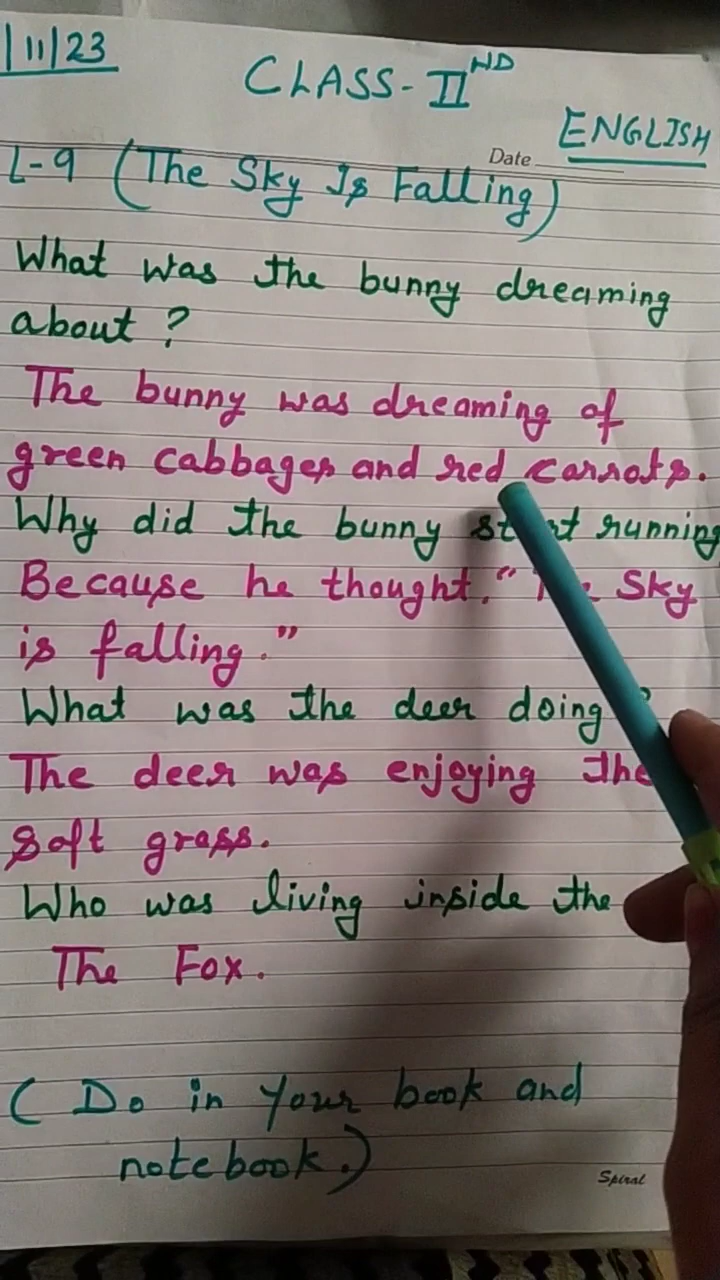 /11/23
CLASS-II ND
ENGLISH
Date
L-9 (The Sky Is Falling)
What was the bunny dreaming
about?
The bunny was dreaming of
green cabbages and red carrots.
Why did the bunny running
Because he thought, " Sky
is falling."
What was the deer doing ?
The deer was enjoying the
soft grass.
Who was living inside the
The Fox.
( Do in your book and
notebook.)
Spiral